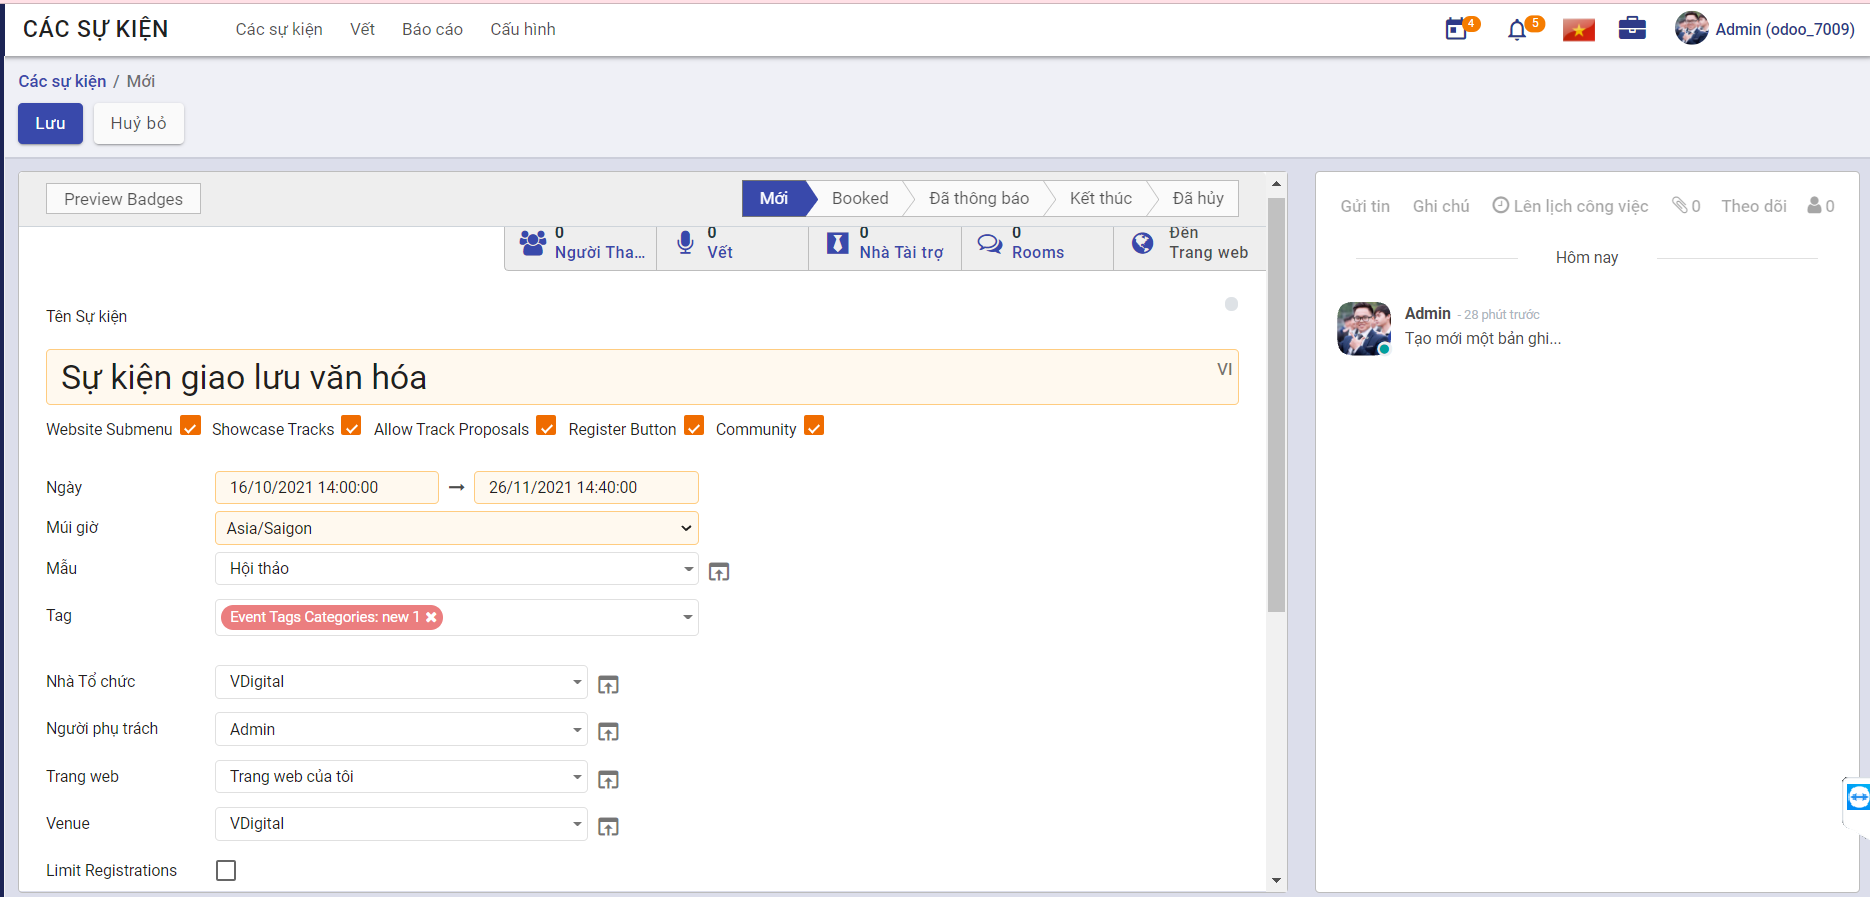 CÁC SỰ KIỆN
Các sự kiện Vết Báo cáo Cấu hình
4 5 Admin (odoo_7009)
Các sự kiện / Mới
Lưu Huỷ bỏ
Preview Badges
Mới Booked Đã thông báo Kết thúc Đã hủy
0 Người Tha...
0 Vết
0 Nhà Tài trợ
0 Rooms
Đến Trang web
Tên Sự kiện
Sự kiện giao lưu văn hóa VI
Website Submenu Showcase Tracks Allow Track Proposals Register Button Community
Ngày 16/10/2021 14:00:00 26/11/2021 14:40:00
Múi giờ Asia/Saigon
Mẫu Hội thảo
Tag Event Tags Categories: new 1
Nhà Tổ chức VDigital
Người phụ trách Admin
Trang web Trang web của tôi
Venue VDigital
Limit Registrations
Gửi tin Ghi chú Lên lịch công việc 0 Theo dõi 0
Hôm nay
Admin - 28 phút trước
Tạo mới một bản ghi...